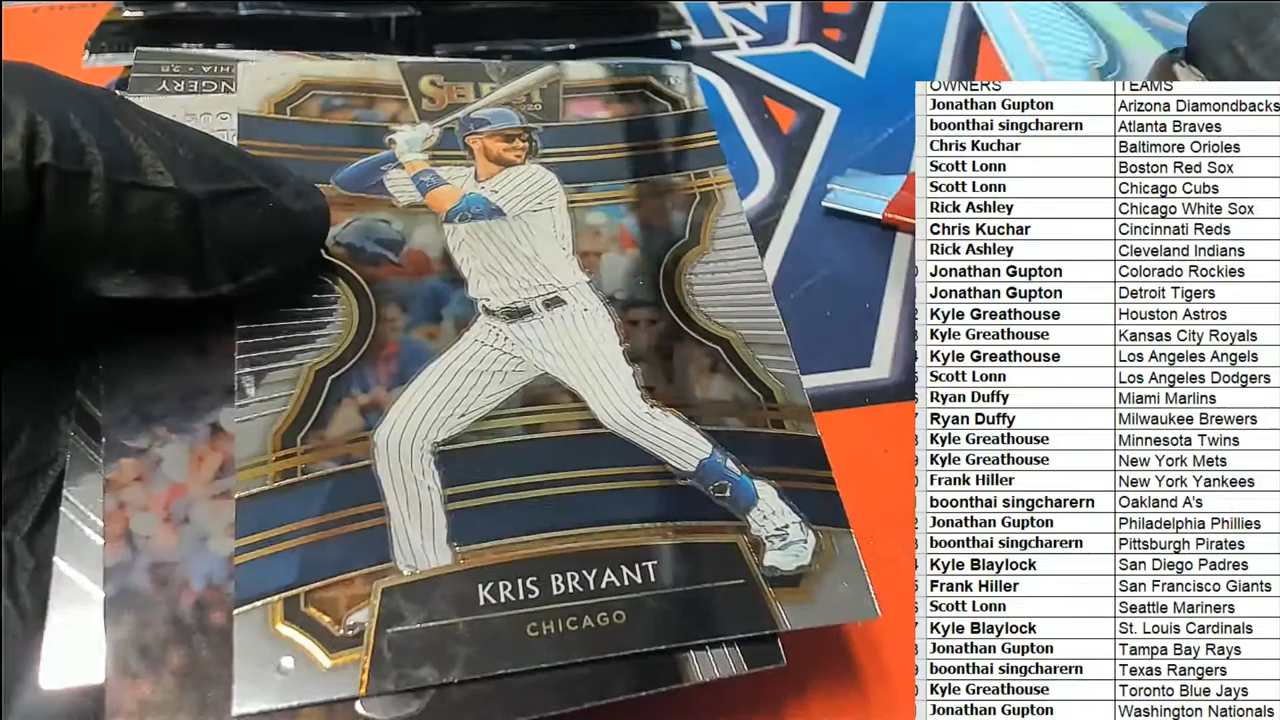 NGERY
HIA • 2B
SELECT
2020
KRIS BRYANT
CHICAGO
OWNERS TEAMS
Jonathan Gupton Arizona Diamondbacks
boonthai singcharern Atlanta Braves
Chris Kuchar Baltimore Orioles
Scott Lonn Boston Red Sox
Scott Lonn Chicago Cubs
Rick Ashley Chicago White Sox
Chris Kuchar Cincinnati Reds
Rick Ashley Cleveland Indians
Jonathan Gupton Colorado Rockies
Jonathan Gupton Detroit Tigers
Kyle Greathouse Houston Astros
Kyle Greathouse Kansas City Royals
Kyle Greathouse Los Angeles Angels
Scott Lonn Los Angeles Dodgers
Ryan Duffy Miami Marlins
Ryan Duffy Milwaukee Brewers
Kyle Greathouse Minnesota Twins
Kyle Greathouse New York Mets
Frank Hiller New York Yankees
boonthai singcharern Oakland A's
Jonathan Gupton Philadelphia Phillies
boonthai singcharern Pittsburgh Pirates
Kyle Blaylock San Diego Padres
Frank Hiller San Francisco Giants
Scott Lonn Seattle Mariners
Kyle Blaylock St. Louis Cardinals
Jonathan Gupton Tampa Bay Rays
boonthai singcharern Texas Rangers
Kyle Greathouse Toronto Blue Jays
Jonathan Gupton Washington Nationals